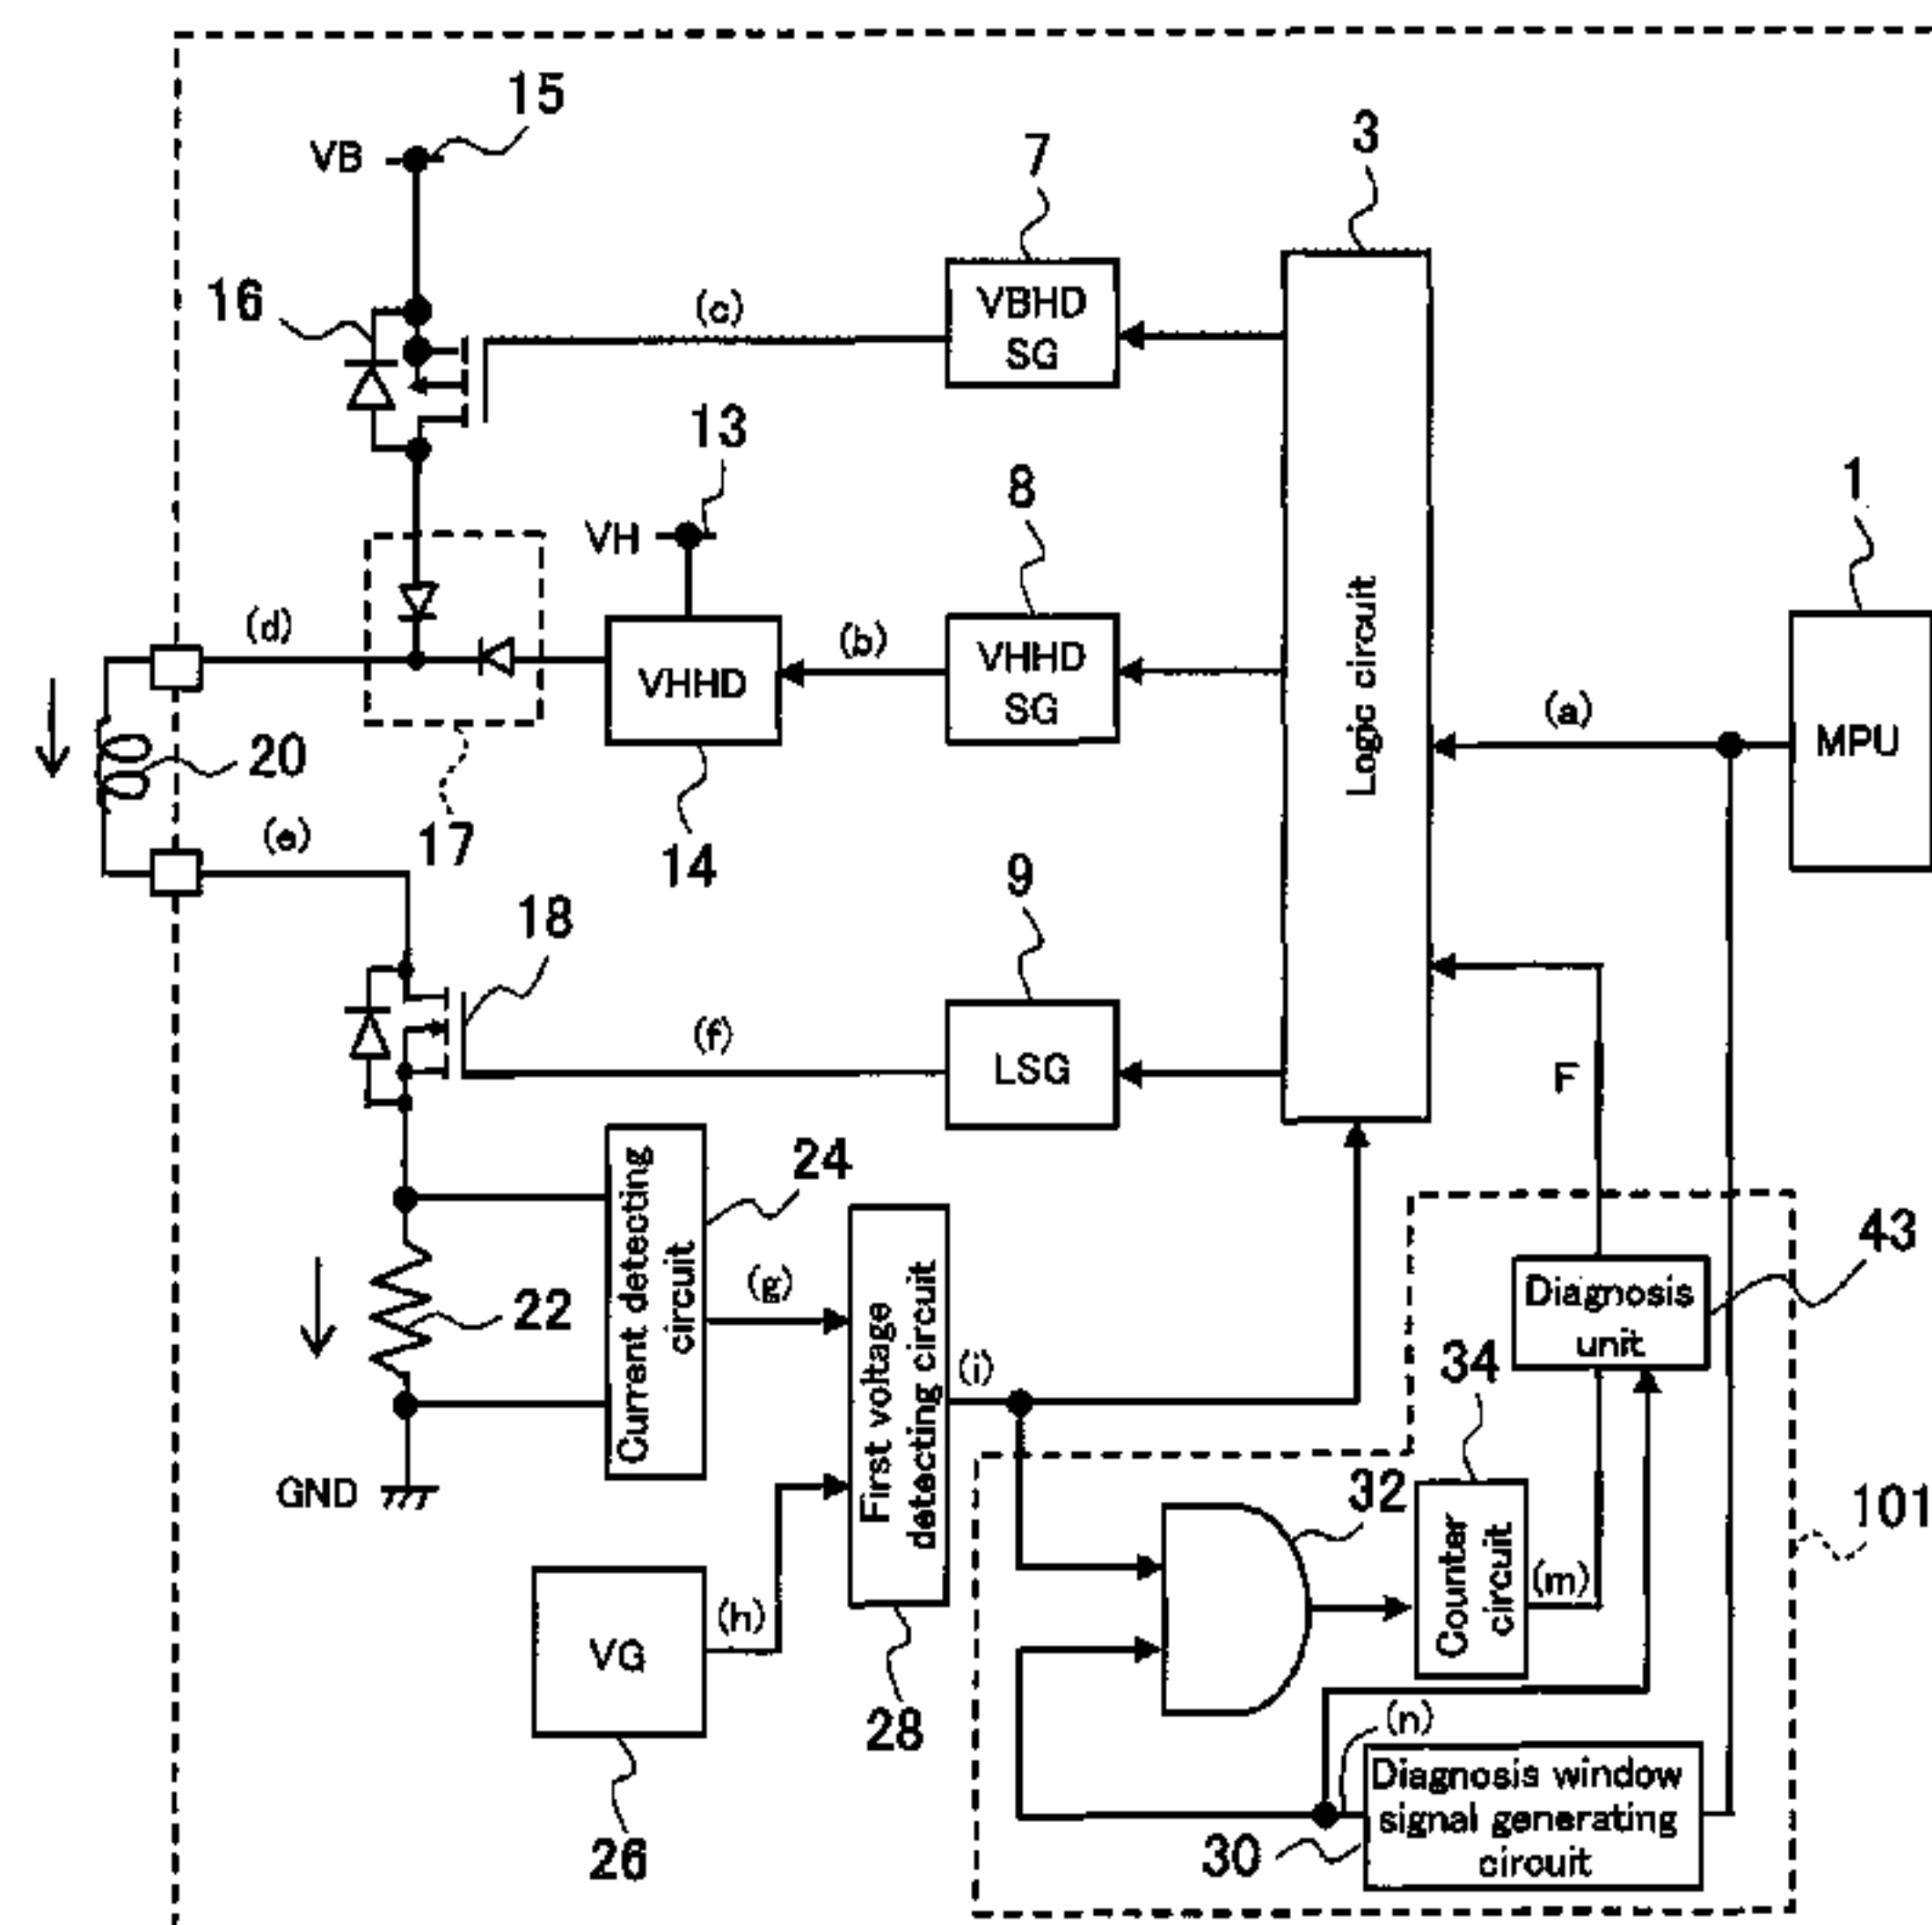 15
VB
3
7
16
(c)
VBHD
SG
13
8
1
VH
(d)
(b)
VHHD
VHHD
SG
Logic circuit
(a)
MPU
20
(e)
17
14
9
18
(f)
LSG
F
24
Current detecting
circuit
43
(g)
Diagnosis
unit
22
First voltage
detecting circuit
(i)
34
GND
32
101
Counter
circuit
(m)
(h)
VG
28
(n)
Diagnosis window
signal generating
circuit
30
26